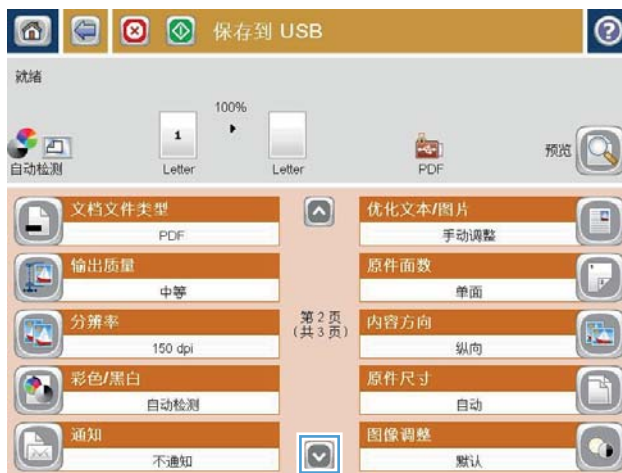 保存到 USB
?
就绪
100%
1
自动检测
Letter
Letter
PDF
预览
文档文件类型
PDF
输出质量
中等
分辨率
150 dpi
彩色/黑白
自动检测
通知
不通知
第 2 页
(共 3 页)
优化文本/图片
手动调整
原件面数
单面
内容方向
纵向
原件尺寸
自动
图像调整
默认